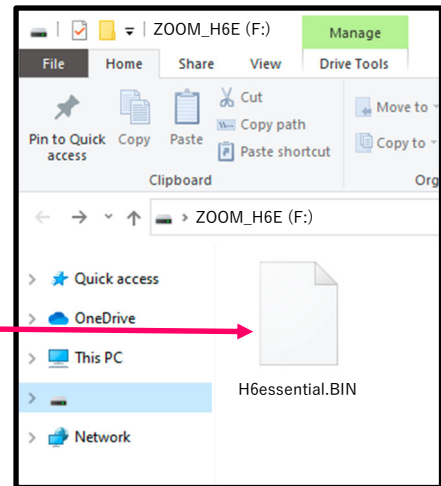 ZOOM_H6E (F:)
Manage
File Home Share View Drive Tools
Pin to Quick access
Copy
Paste
Cut
Copy path
Paste shortcut
Move to
Copy to
Clipboard
Org
ZOOM_H6E (F:)
Quick access
OneDrive
This PC
Network
H6essential.BIN